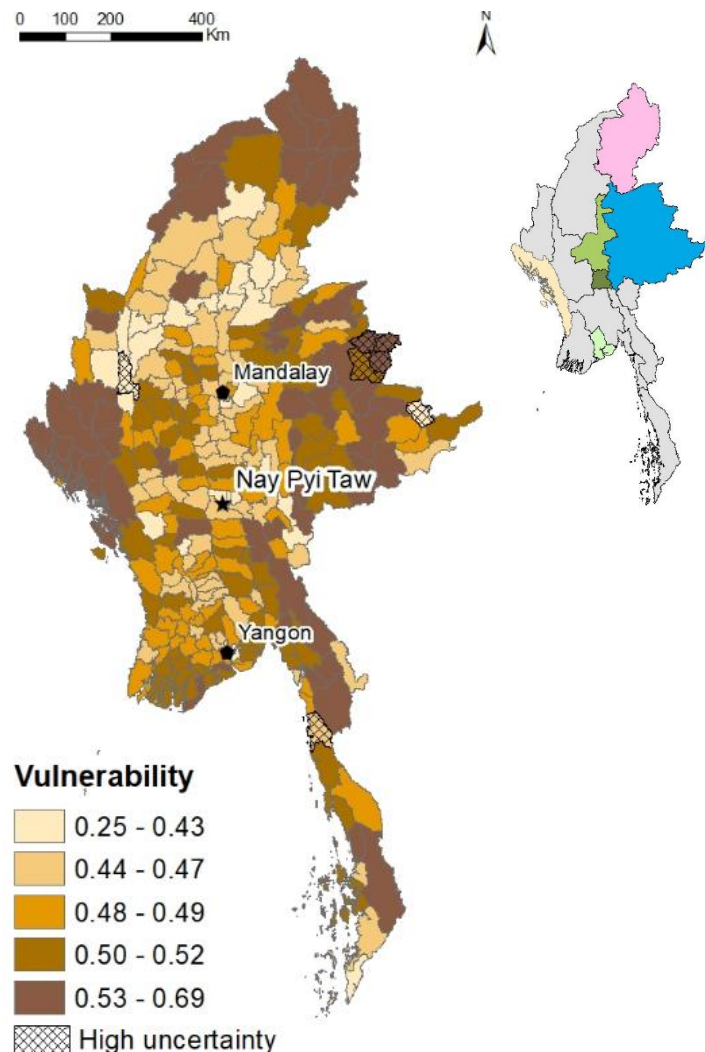 0 100 200 400
Km
N
Mandalay
Nay Pyi Taw
Yangon
Vulnerability
0.25 - 0.43
0.44 - 0.47
0.48 - 0.49
0.50 - 0.52
0.53 - 0.69
High uncertainty